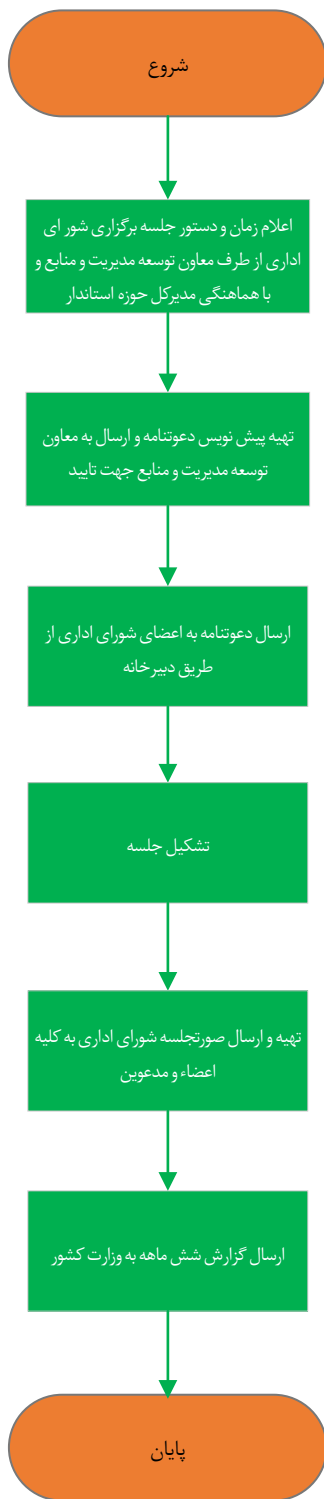 شروع
اعلام زمان و دستور جلسه برگزاری شور ای
اداری از طرف معاون توسعه مدیریت و منابع و
با هماهنگی مدیرکل حوزه استاندار
تهیه پیش نویس دعوتنامه و ارسال به معاون
توسعه مدیریت و منابع جهت تایید
ارسال دعوتنامه به اعضای شورای اداری از
طریق دبیرخانه
تشکیل جلسه
تهیه و ارسال صورتجلسه شورای اداری به کلیه
اعضاء و مدعوین
ارسال گزارش شش ماهه به وزارت کشور
پایان